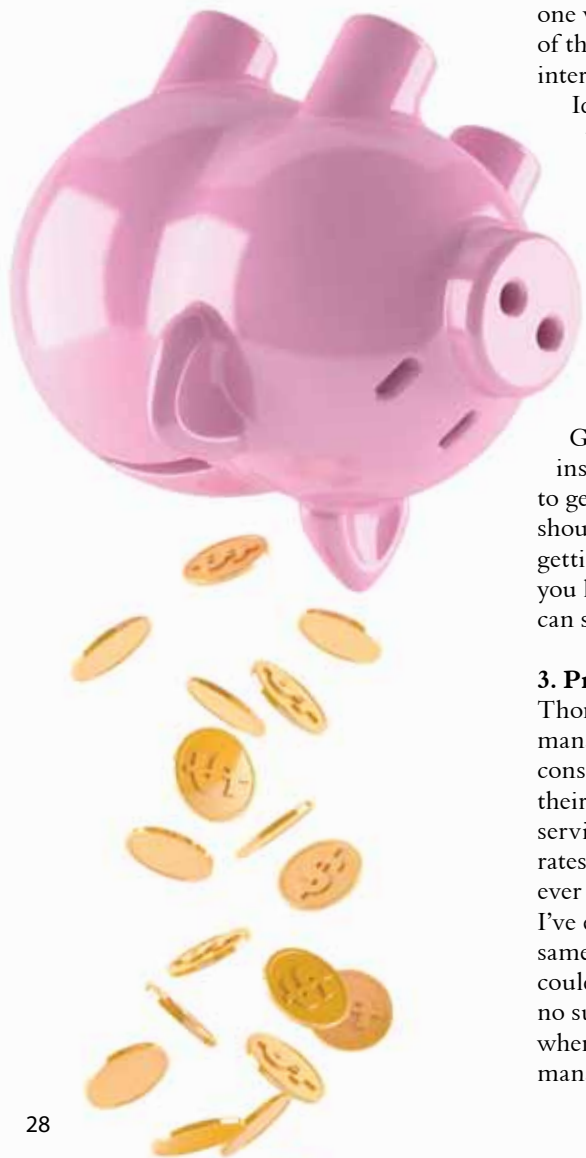 one
of th
inter
Ic
G
ins
to ge
shou
getti
you
can s
3. Pr
Thor
man
cons
their
servi
rates
ever
I've
same
could
no su
when
man
28